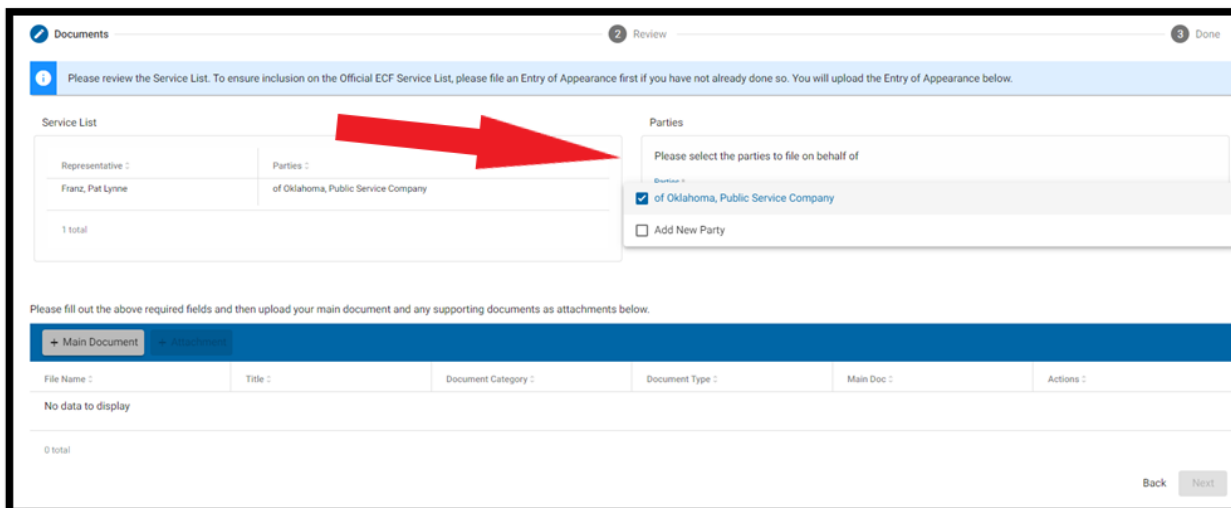 Documents
2 Review
3 Done
Please review the Service List. To ensure inclusion on the Official ECF Service List, please file an Entry of Appearance first if you have not already done so. You will upload the Entry of Appearance below.
Service List
Representative
Parties
Franz, Pat Lynne
of Oklahoma, Public Service Company
1 total
Parties
Please select the parties to file on behalf of
Parties *
of Oklahoma, Public Service Company
Add New Party
Please fill out the above required fields and then upload your main document and any supporting documents as attachments below.
+ Main Document
+ Attachment
File Name
Title
Document Category
Document Type
Main Doc
Actions
No data to display
0 total
Back
Next